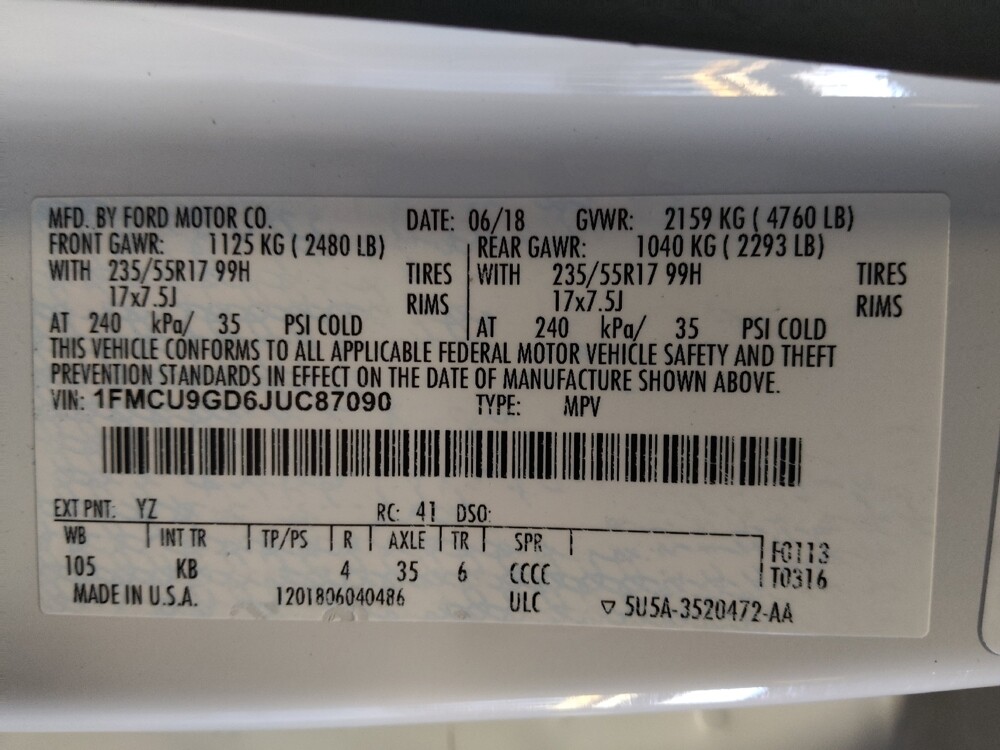 MFD. BY FORD MOTOR CO. DATE: 06/18 GVWR: 2159 KG ( 4760 LB)
FRONT GAWR: 1125 KG ( 2480 LB) REAR GAWR: 1040 KG ( 2293 LB)
WITH 235/55R17 99H TIRES WITH 235/55R17 99H TIRES
17x7.5J RIMS 17x7.5J RIMS
AT 240 kPa/ 35 PSI COLD AT 240 kPa/ 35 PSI COLD
THIS VEHICLE CONFORMS TO ALL APPLICABLE FEDERAL MOTOR VEHICLE SAFETY AND THEFT
PREVENTION STANDARDS IN EFFECT ON THE DATE OF MANUFACTURE SHOWN ABOVE.
VIN: 1FMCU9GD6JUC87090 TYPE: MPV
EXT PNT: YZ RC: 41 DSO:
WB INT TR TP/PS R AXLE TR SPR F0113
105 KB 4 35 6 CCCC T0316
MADE IN U.S.A. 1201806040486 ULC ▽ 5U5A-3520472-AA